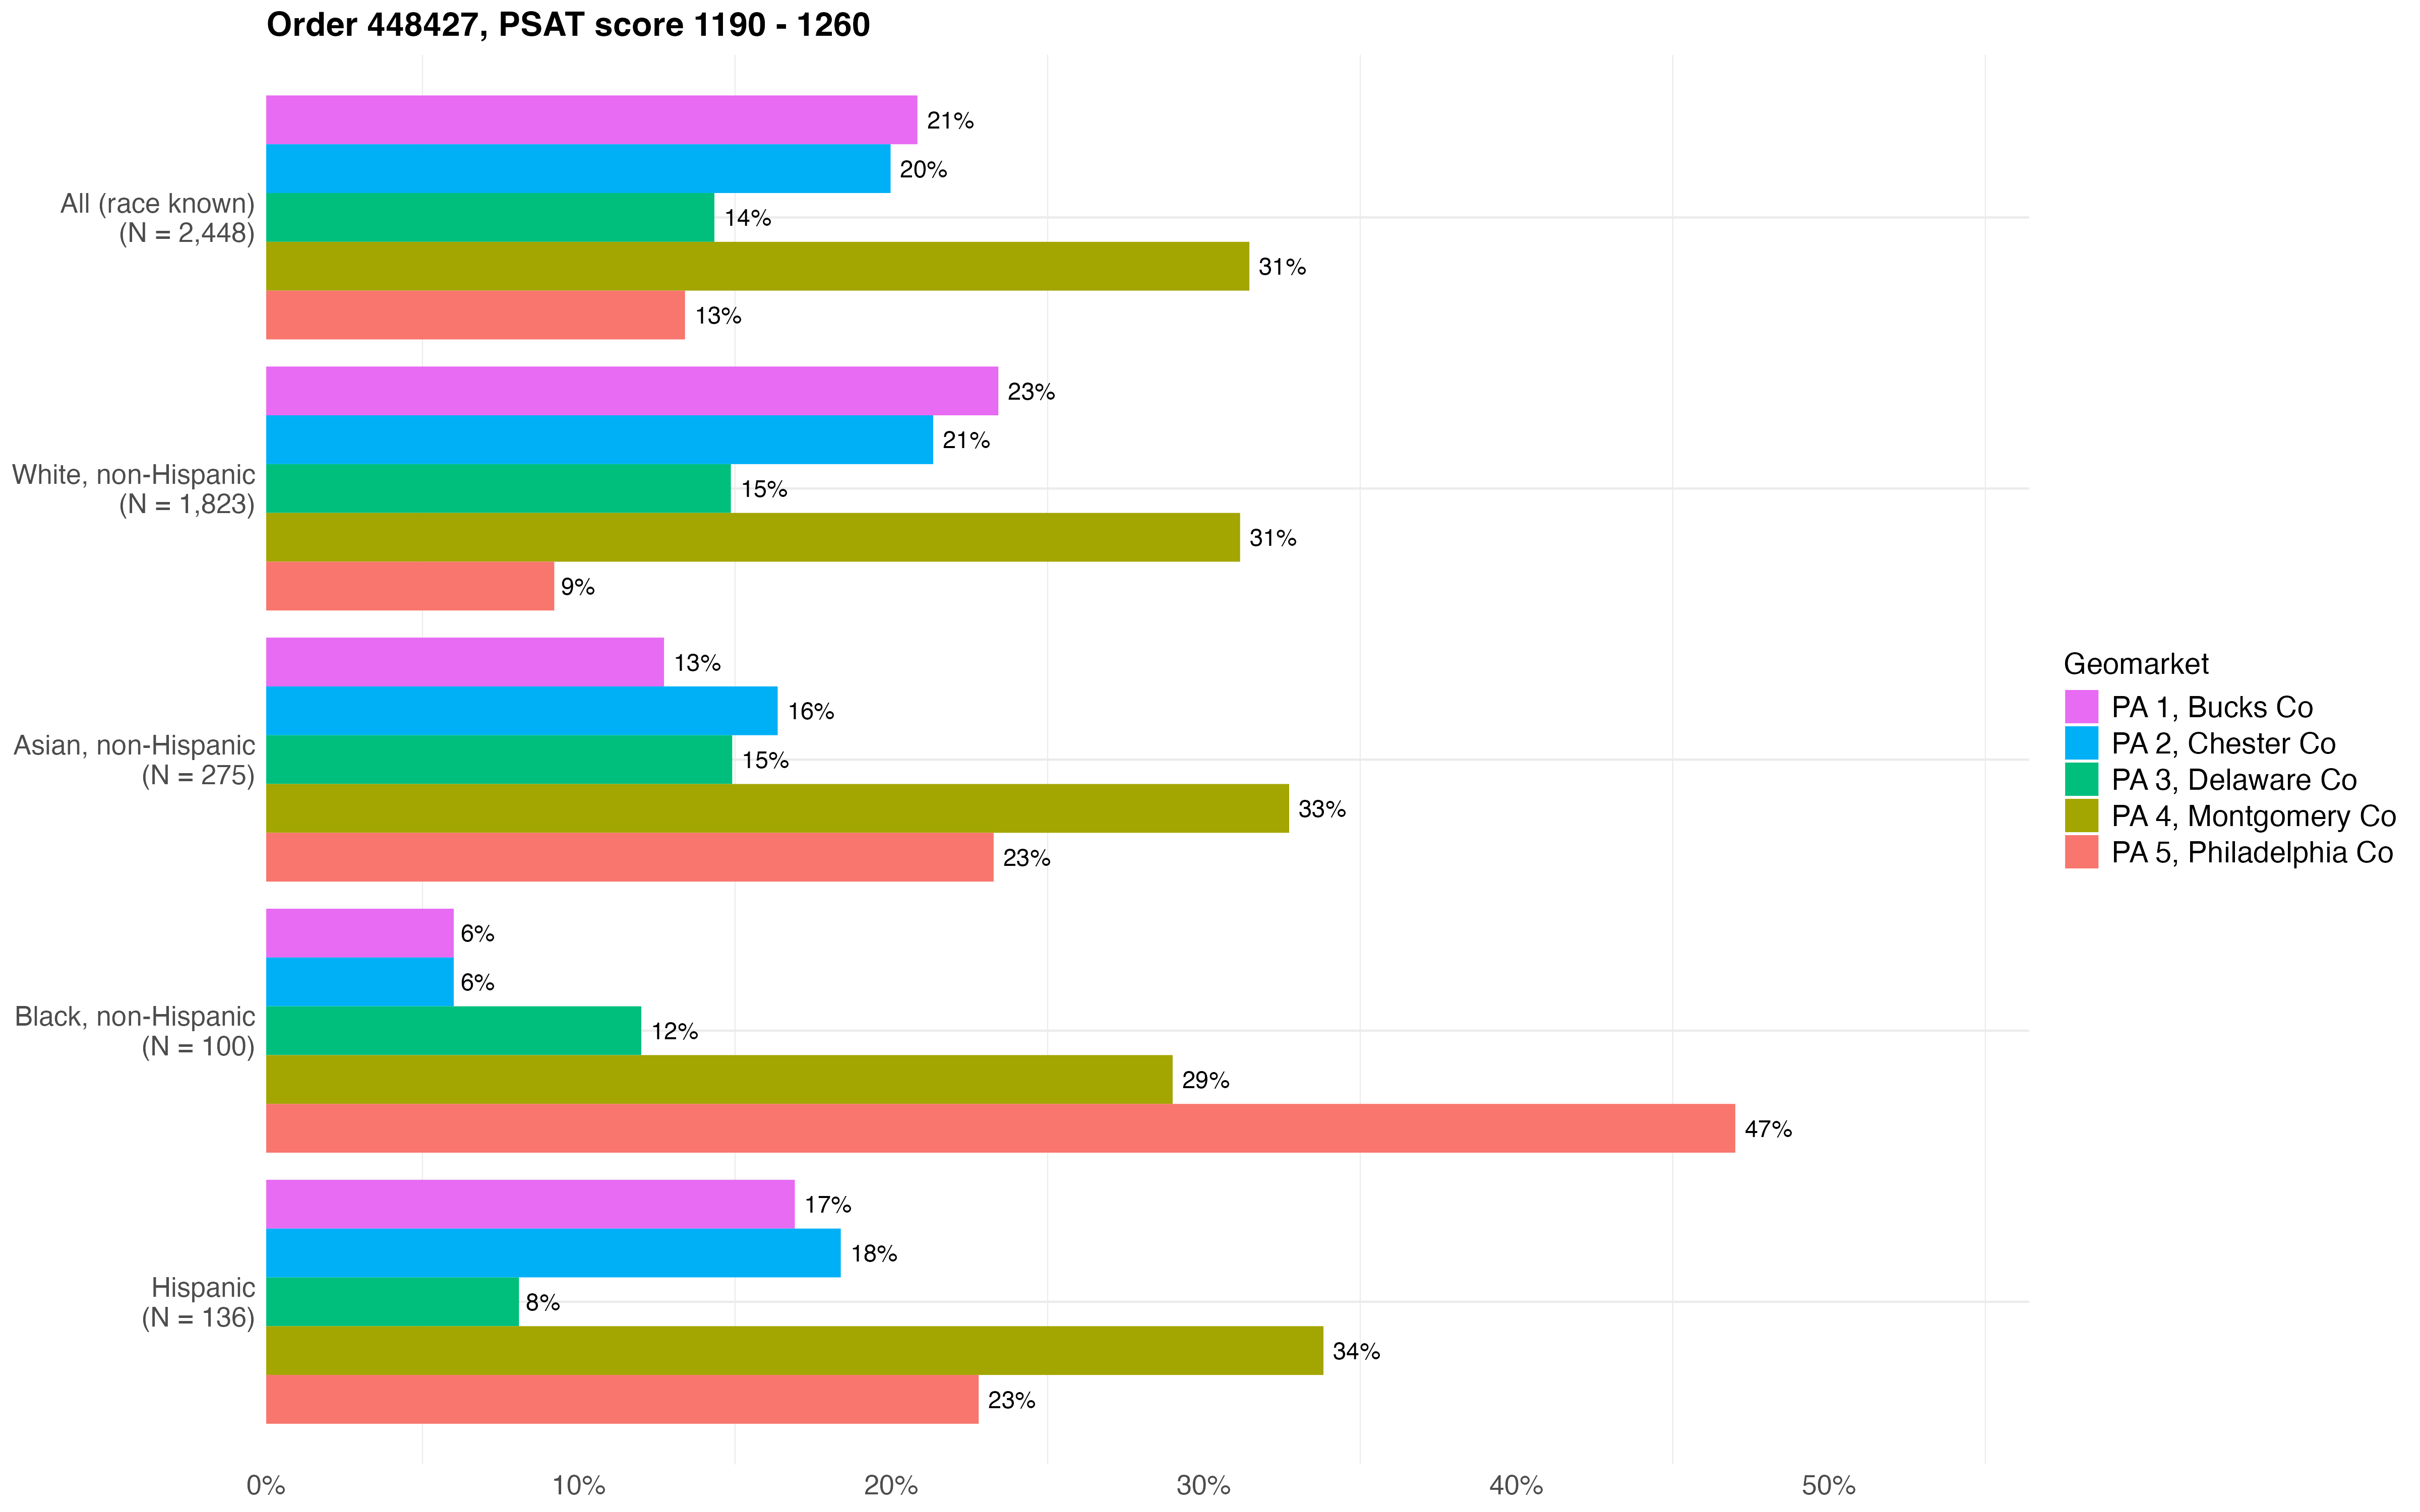 Order 448427, PSAT score 1190 - 1260
All (race known)
(N = 2,448)
21%
20%
14%
31%
13%
White, non-Hispanic
(N = 1,823)
23%
21%
15%
31%
9%
Asian, non-Hispanic
(N = 275)
13%
16%
15%
33%
23%
Black, non-Hispanic
(N = 100)
6%
6%
12%
29%
47%
Hispanic
(N = 136)
17%
18%
8%
34%
23%
0%
10%
20%
30%
40%
50%
Geomarket
PA 1, Bucks Co
PA 2, Chester Co
PA 3, Delaware Co
PA 4, Montgomery Co
PA 5, Philadelphia Co